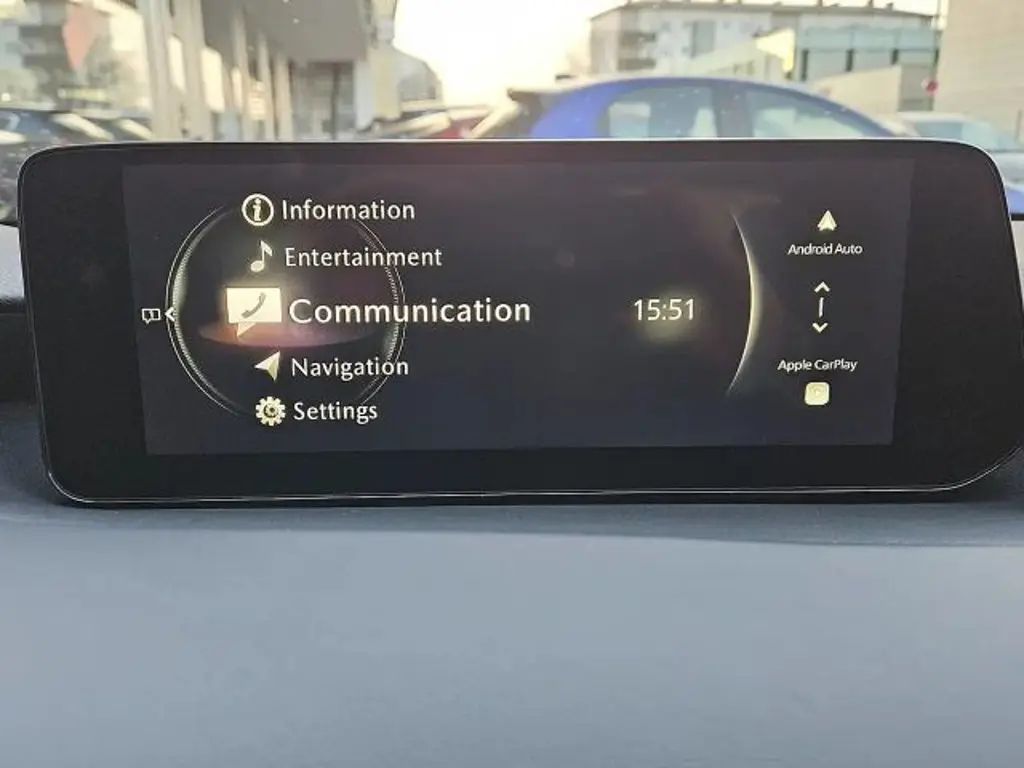 Information
Entertainment
Communication
15:51
Navigation
Settings
Android Auto
Apple CarPlay